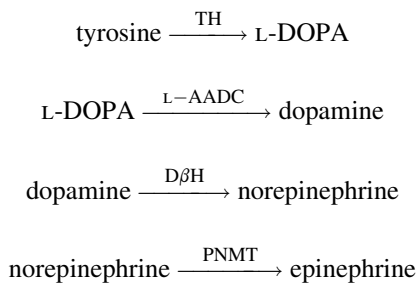 tyrosine TH⟶ L-DOPA
L-DOPA L−AADC⟶ dopamine
dopamine DβH⟶ norepinephrine
norepinephrine PNMT⟶ epinephrine